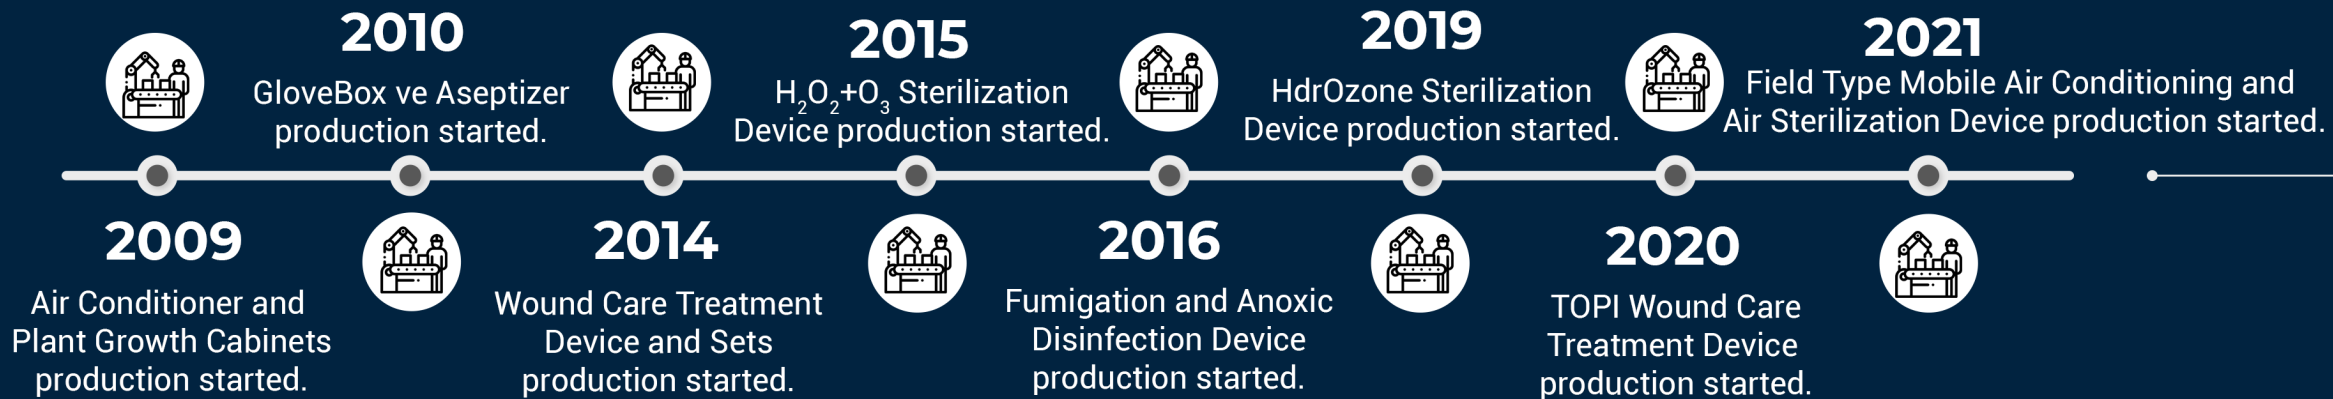 2009
Air Conditioner and
Plant Growth Cabinets
production started.
2010
GloveBox ve Aseptizer
production started.
2014
Wound Care Treatment
Device and Sets
production started.
2015
H₂O₂+O₃ Sterilization
Device production started.
2016
Fumigation and Anoxic
Disinfection Device
production started.
2019
HdrOzone Sterilization
Device production started.
2020
TOPI Wound Care
Treatment Device
production started.
2021
Field Type Mobile Air Conditioning and
Air Sterilization Device production started.